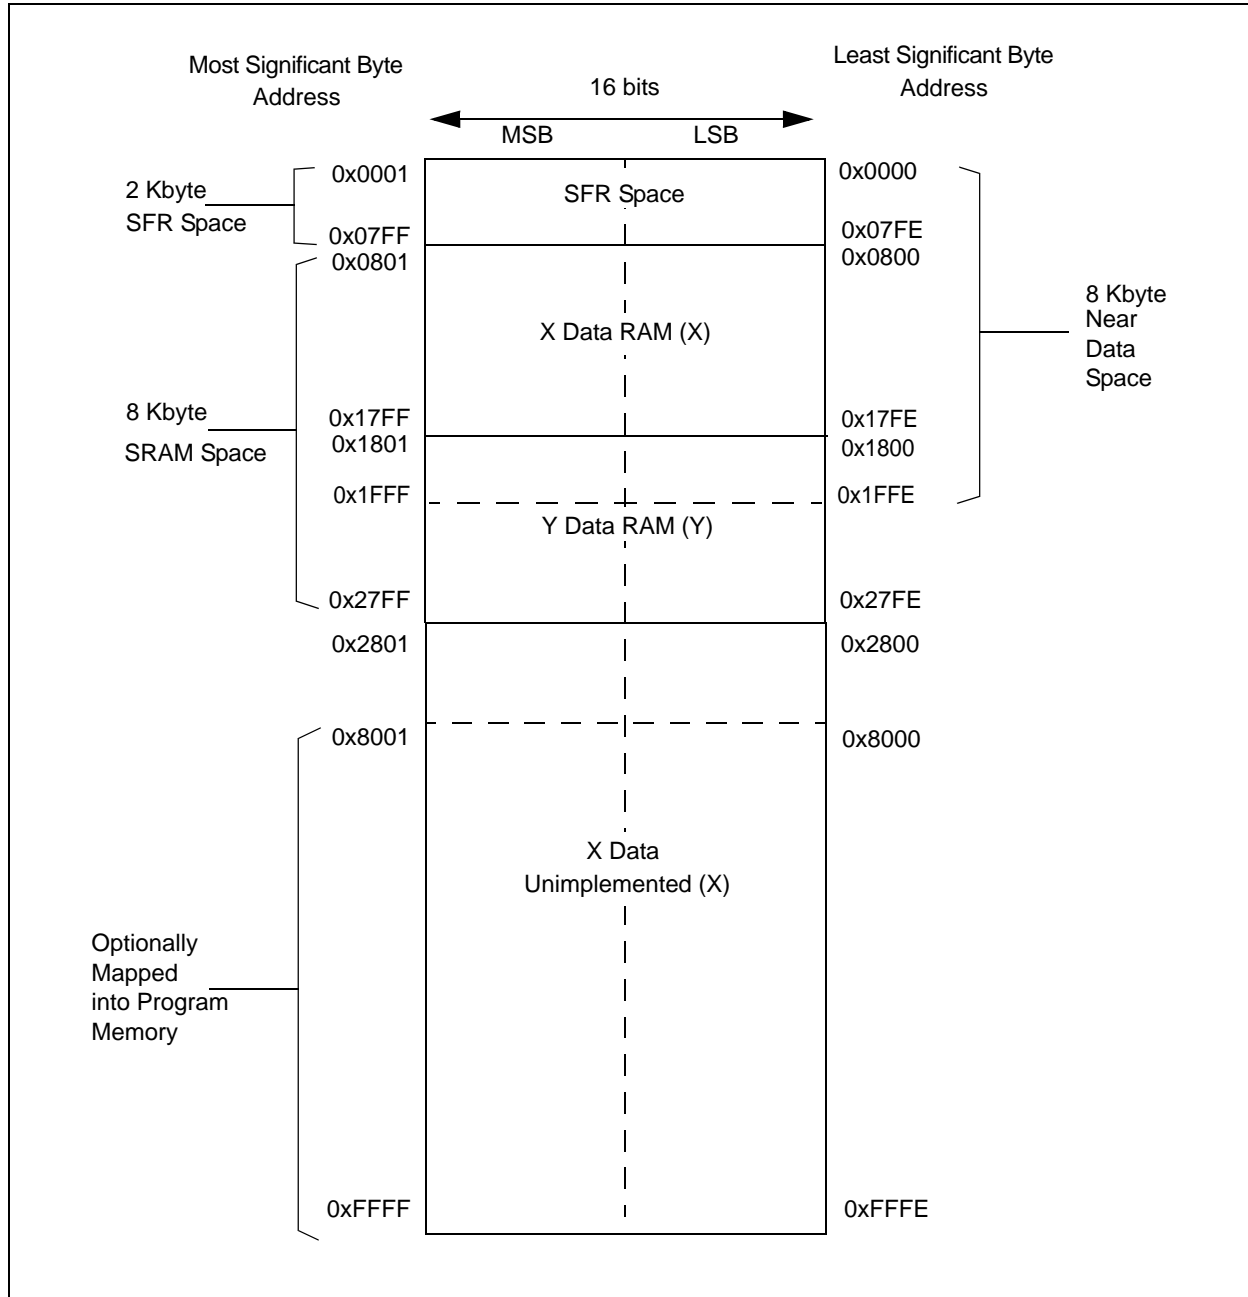 Most Significant Byte
Address
Least Significant Byte
Address
16 bits
MSB
LSB
2 Kbyte
SFR Space
0x0001
SFR Space
0x0000
0x07FF
0x07FE
0x0801
0x0800
8 Kbyte
Near
Data
Space
X Data RAM (X)
8 Kbyte
SRAM Space
0x17FF
0x17FE
0x1801
0x1800
0x1FFF
0x1FFE
Y Data RAM (Y)
0x27FF
0x27FE
0x2801
0x2800
0x8001
0x8000
X Data
Unimplemented (X)
Optionally
Mapped
into Program
Memory
0xFFFF
0xFFFE